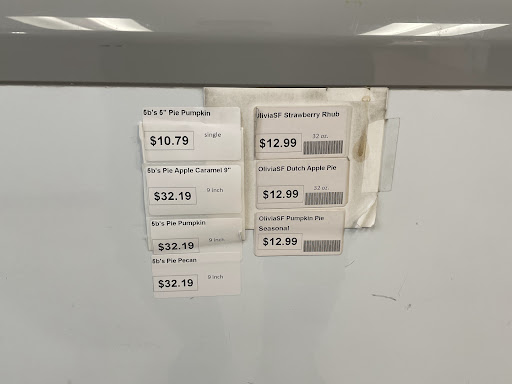 5b's 5" Pie Pumpkin
$10.79
single
5b's Pie Apple Caramel 9"
$32.19
9 inch
5b's Pie Pumpkin
$32.19
9 inch
5b's Pie Pecan
$32.19
9 inch
OliviaSF Strawberry Rhub
$12.99
32 oz.
OliviaSF Dutch Apple Pie
$12.99
32 oz.
OliviaSF Pumpkin Pie
Seasonal
$12.99